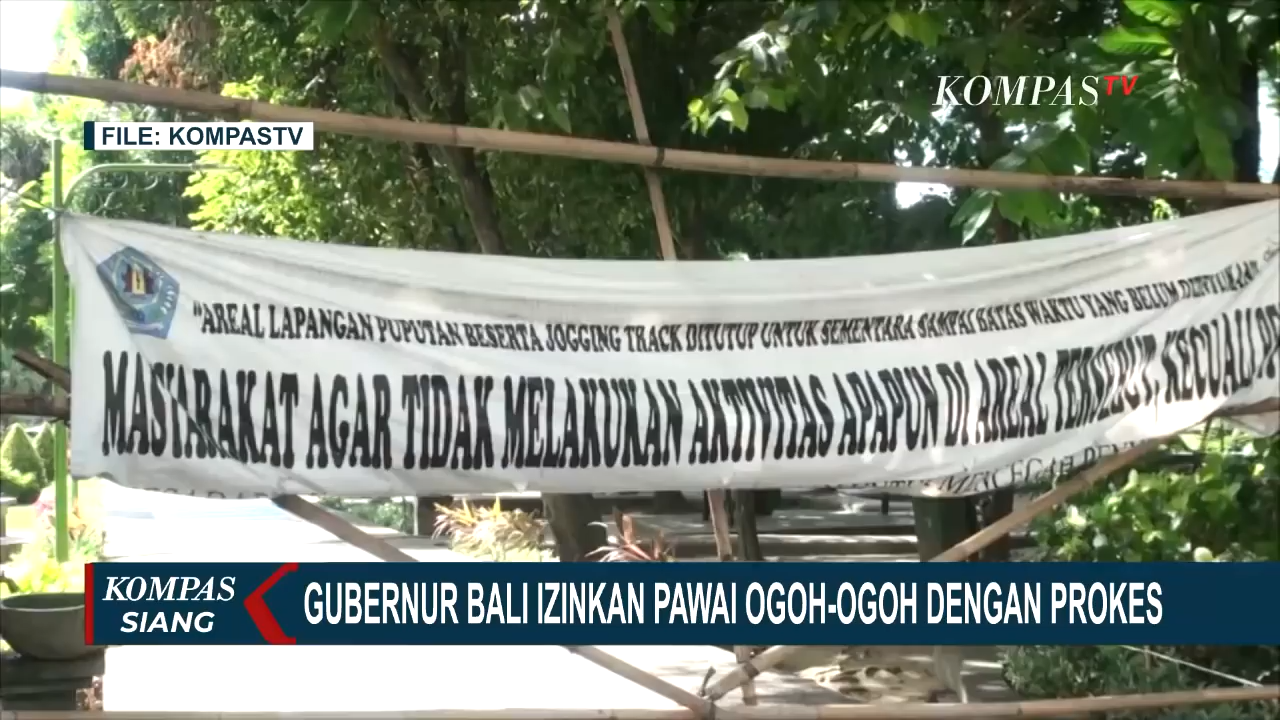 KOMPASTV
FILE: KOMPASTV
"AREAL LAPANGAN PUPUTAN BESERTA JOGGING TRACK DITUTUP UNTUK SEMENTARA SAMPAI BATAS WAKTU YANG BELUM DITENTUKAN"
MASYARAKAT AGAR TIDAK MELAKUKAN AKTIVITAS APAPUN DI AREAL TERSEBUT, KECUALI
MENCEGAH
KOMPAS
SIANG
GUBERNUR BALI IZINKAN PAWAI OGOH-OGOH DENGAN PROKES